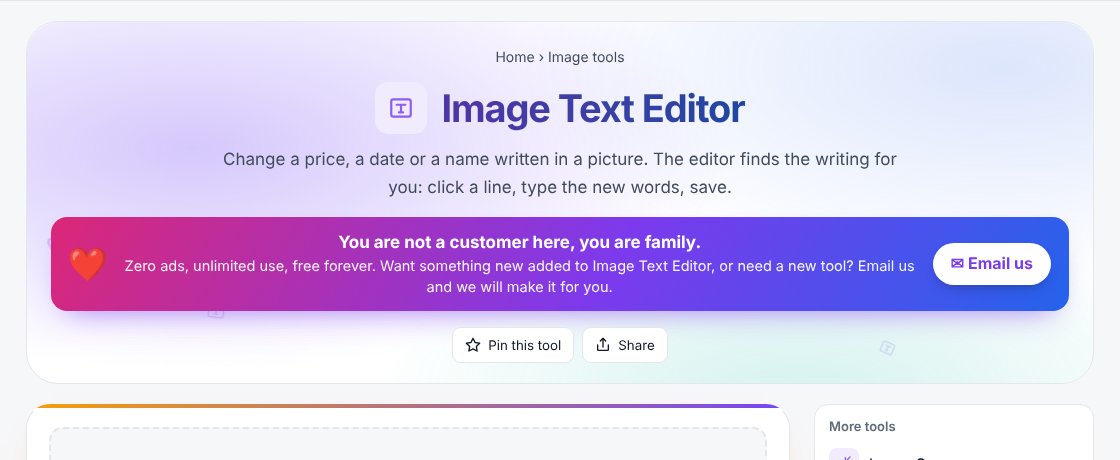 Home › Image tools
Image Text Editor
Change a price, a date or a name written in a picture. The editor finds the writing for
you: click a line, type the new words, save.
You are not a customer here, you are family.
Zero ads, unlimited use, free forever. Want something new added to Image Text Editor, or need a new tool? Email us
and we will make it for you.
✉ Email us
Pin this tool
Share
More tools